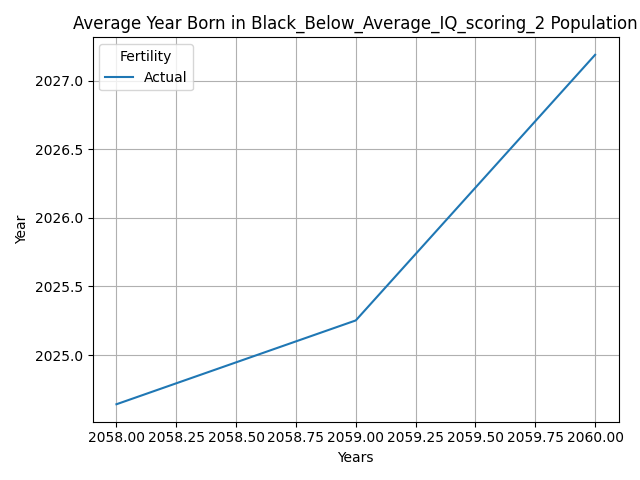 Average Year Born in Black_Below_Average_IQ_scoring_2 Population
Fertility
Actual
2027.0
2026.5
2026.0
2025.5
2025.0
Year
2058.00 2058.25 2058.50 2058.75 2059.00 2059.25 2059.50 2059.75 2060.00
Years